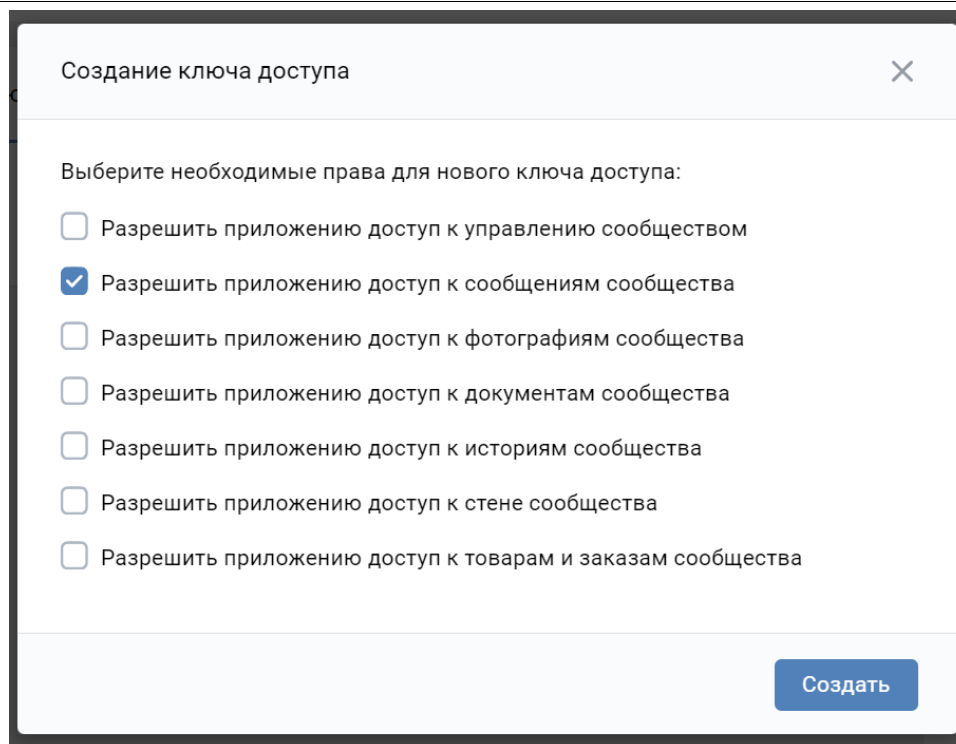 Создание ключа доступа
Выберите необходимые права для нового ключа доступа:
Разрешить приложению доступ к управлению сообществом
Разрешить приложению доступ к сообщениям сообщества
Разрешить приложению доступ к фотографиям сообщества
Разрешить приложению доступ к документам сообщества
Разрешить приложению доступ к историям сообщества
Разрешить приложению доступ к стене сообщества
Разрешить приложению доступ к товарам и заказам сообщества
Создать